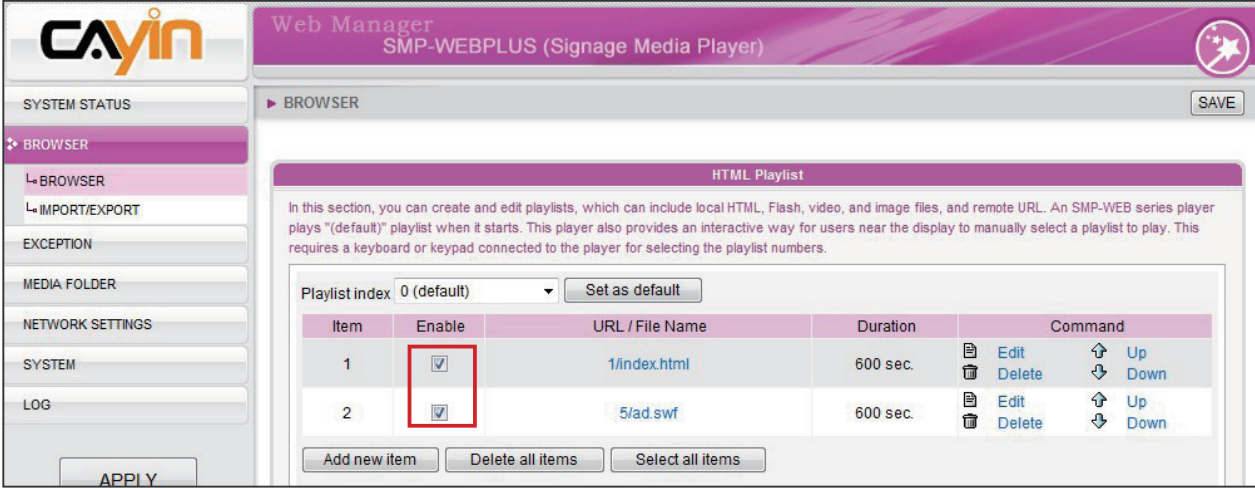 CAYIN
Web Manager
SMP-WEBPLUS (Signage Media Player)
SYSTEM STATUS
BROWSER
BROWSER
IMPORT/EXPORT
EXCEPTION
MEDIA FOLDER
NETWORK SETTINGS
SYSTEM
LOG
APPLY
BROWSER SAVE
HTML Playlist
In this section, you can create and edit playlists, which can include local HTML, Flash, video, and image files, and remote URL. An SMP-WEB series player
plays "(default)" playlist when it starts. This player also provides an interactive way for users near the display to manually select a playlist to play. This
requires a keyboard or keypad connected to the player for selecting the playlist numbers.
Playlist index 0 (default) Set as default
Item Enable URL / File Name Duration Command
1 1/index.html 600 sec. Edit Up
Delete Down
2 5/ad.swf 600 sec. Edit Up
Delete Down
Add new item Delete all items Select all items